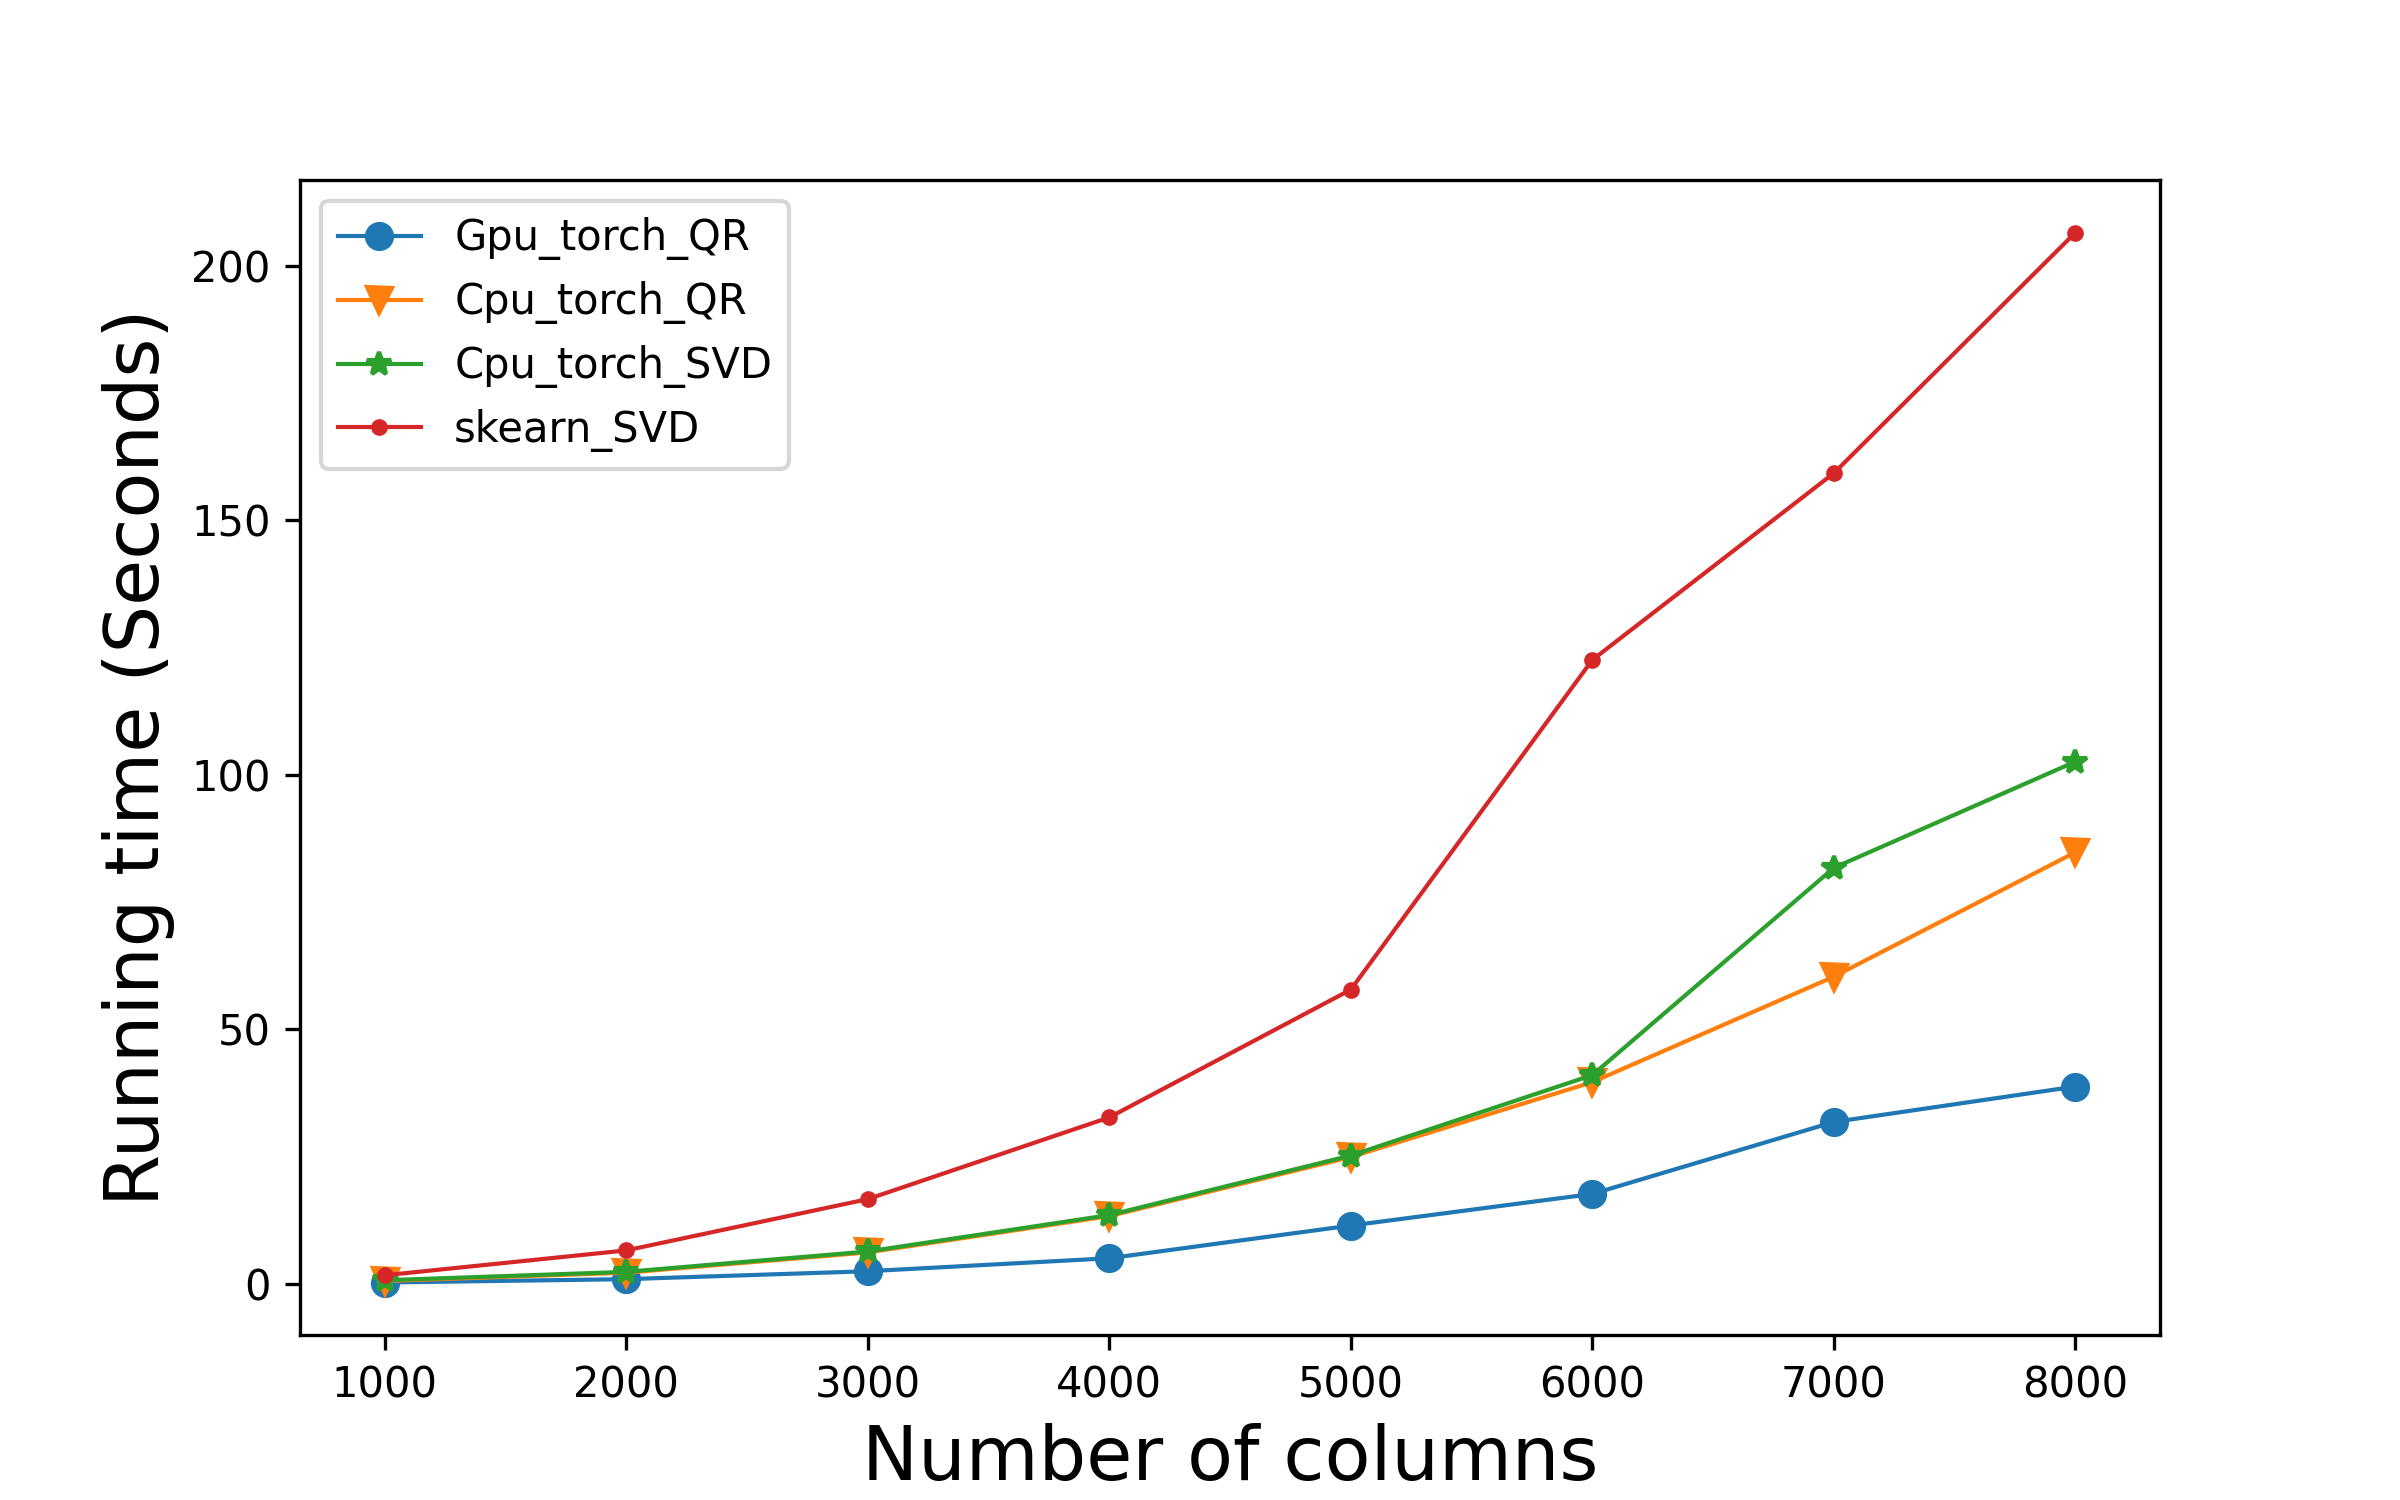 Gpu_torch_QR
Cpu_torch_QR
Cpu_torch_SVD
skearn_SVD
Running time (Seconds)
200
150
100
50
0
1000 2000 3000 4000 5000 6000 7000 8000
Number of columns